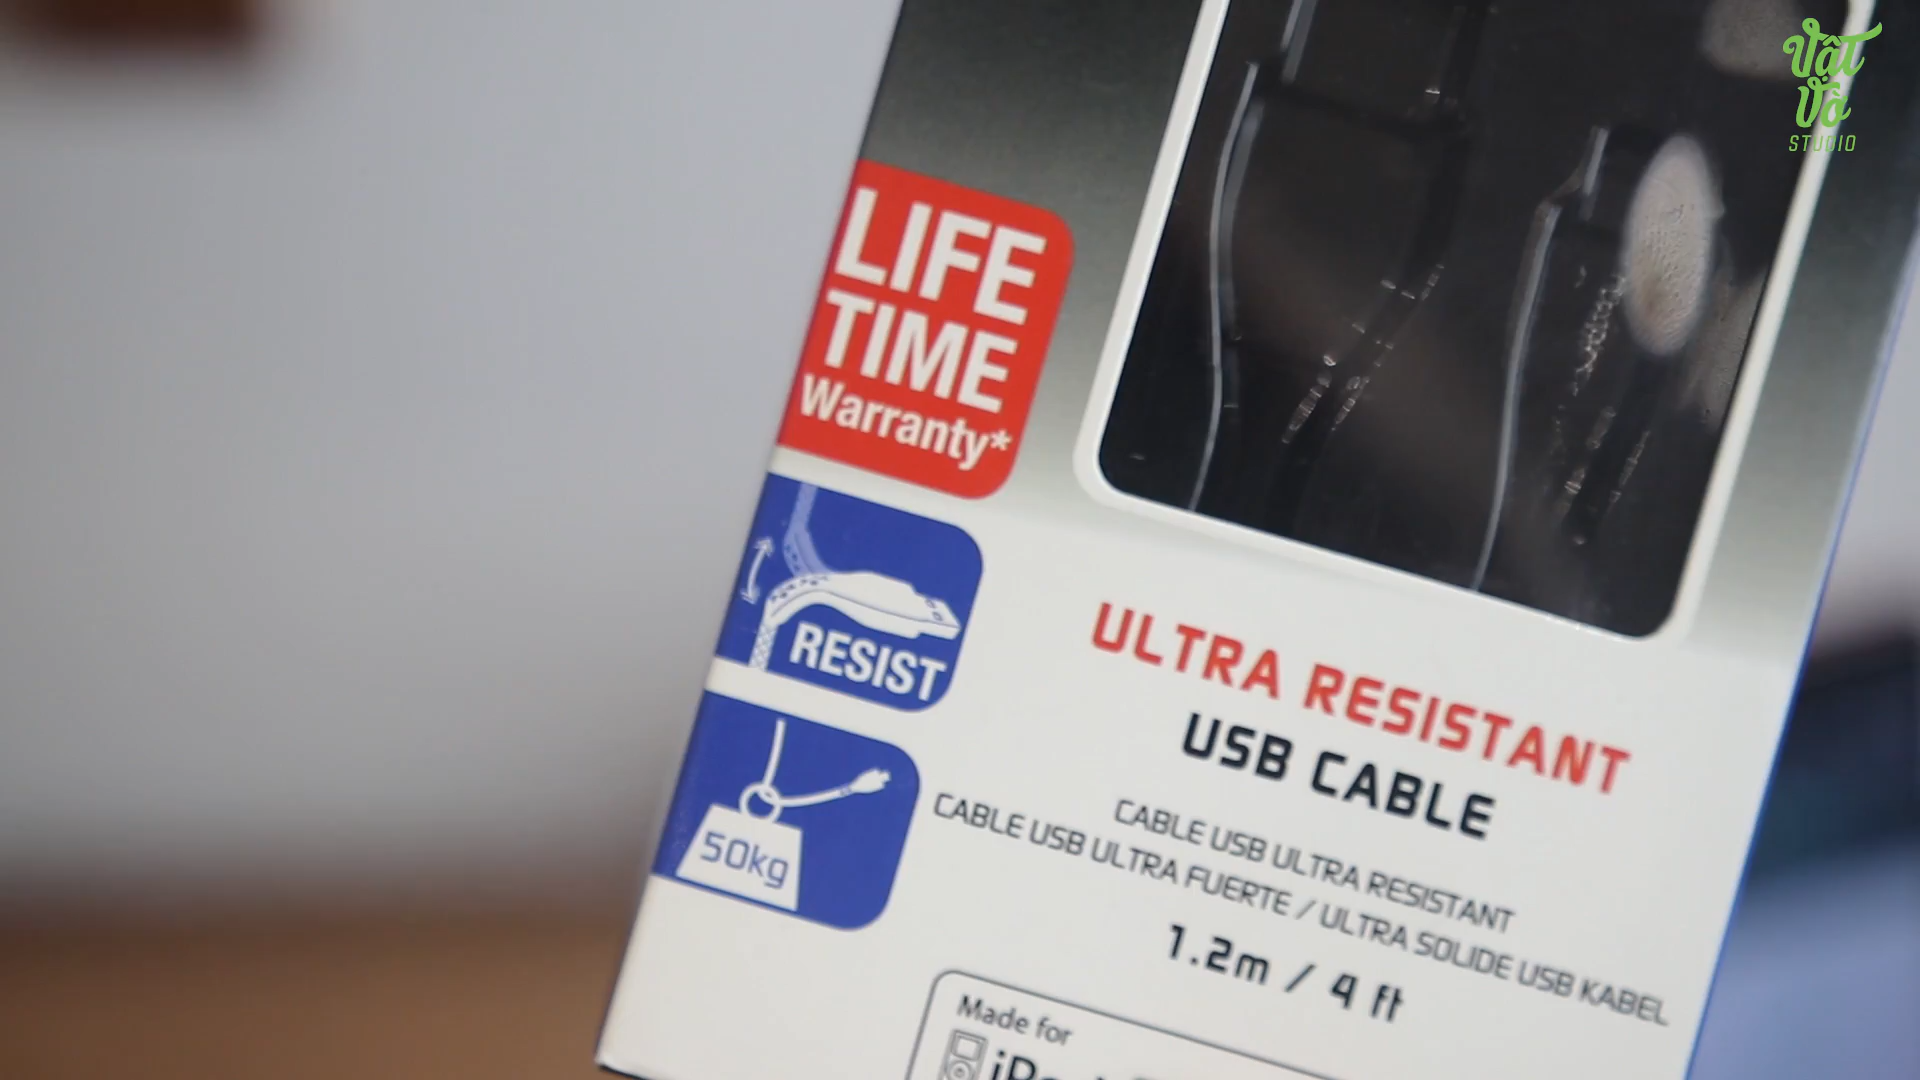 Vật
Vờ
STUDIO
LIFE
TIME
Warranty*
RESIST
50kg
ULTRA RESISTANT
USB CABLE
CABLE USB ULTRA RESISTANT
CABLE USB ULTRA FUERTE / ULTRA SOLIDE USB KABEL
1.2m / 4 ft
Made for